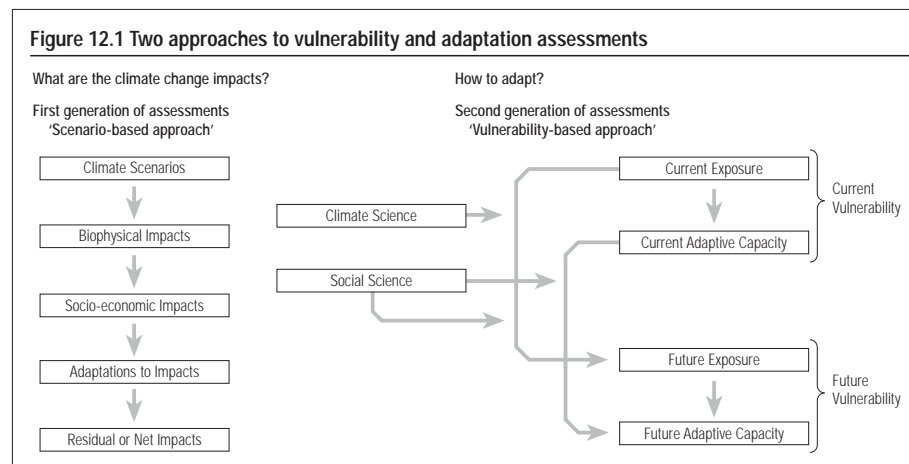 Figure 12.1 Two approaches to vulnerability and adaptation assessments
What are the climate change impacts?
First generation of assessments
'Scenario-based approach'
Climate Scenarios
Biophysical Impacts
Socio-economic Impacts
Adaptations to Impacts
Residual or Net Impacts
How to adapt?
Second generation of assessments
'Vulnerability-based approach'
Climate Science
Social Science
Current Exposure
Current Adaptive Capacity
Current
Vulnerability
Future Exposure
Future Adaptive Capacity
Future
Vulnerability